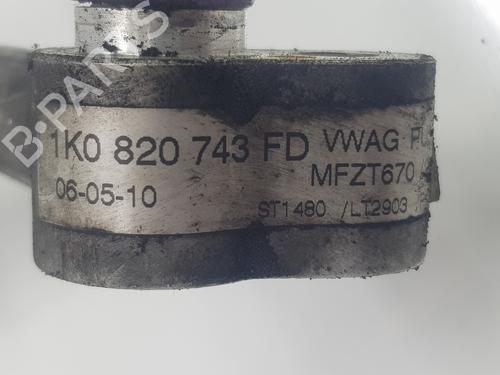 B-PARTS
1K0 820 743 FD VWAG
06-05-10 MFZT670
ST1480 /LT2903